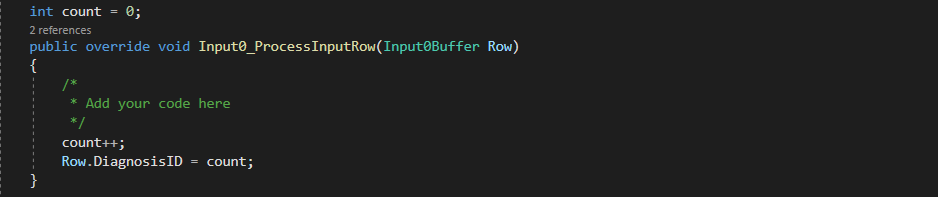 int count = 0;
2 references
public override void Input0_ProcessInputRow(Input0Buffer Row)
{
/*
* Add your code here
*/
count++;
Row.DiagnosisID = count;
}